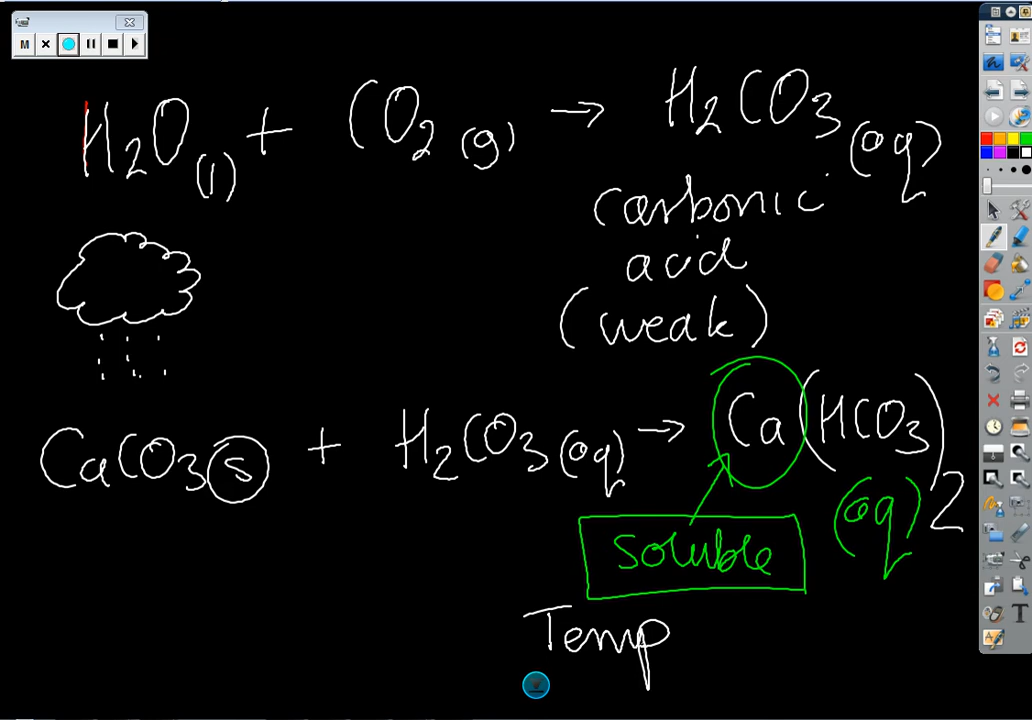 H2O(l) + CO2(g) → H2CO3(aq)
carbonic
acid
(weak)
CaCO3(s) + H2CO3(aq) → Ca(HCO3)2
(aq)
soluble
Temp
M
T